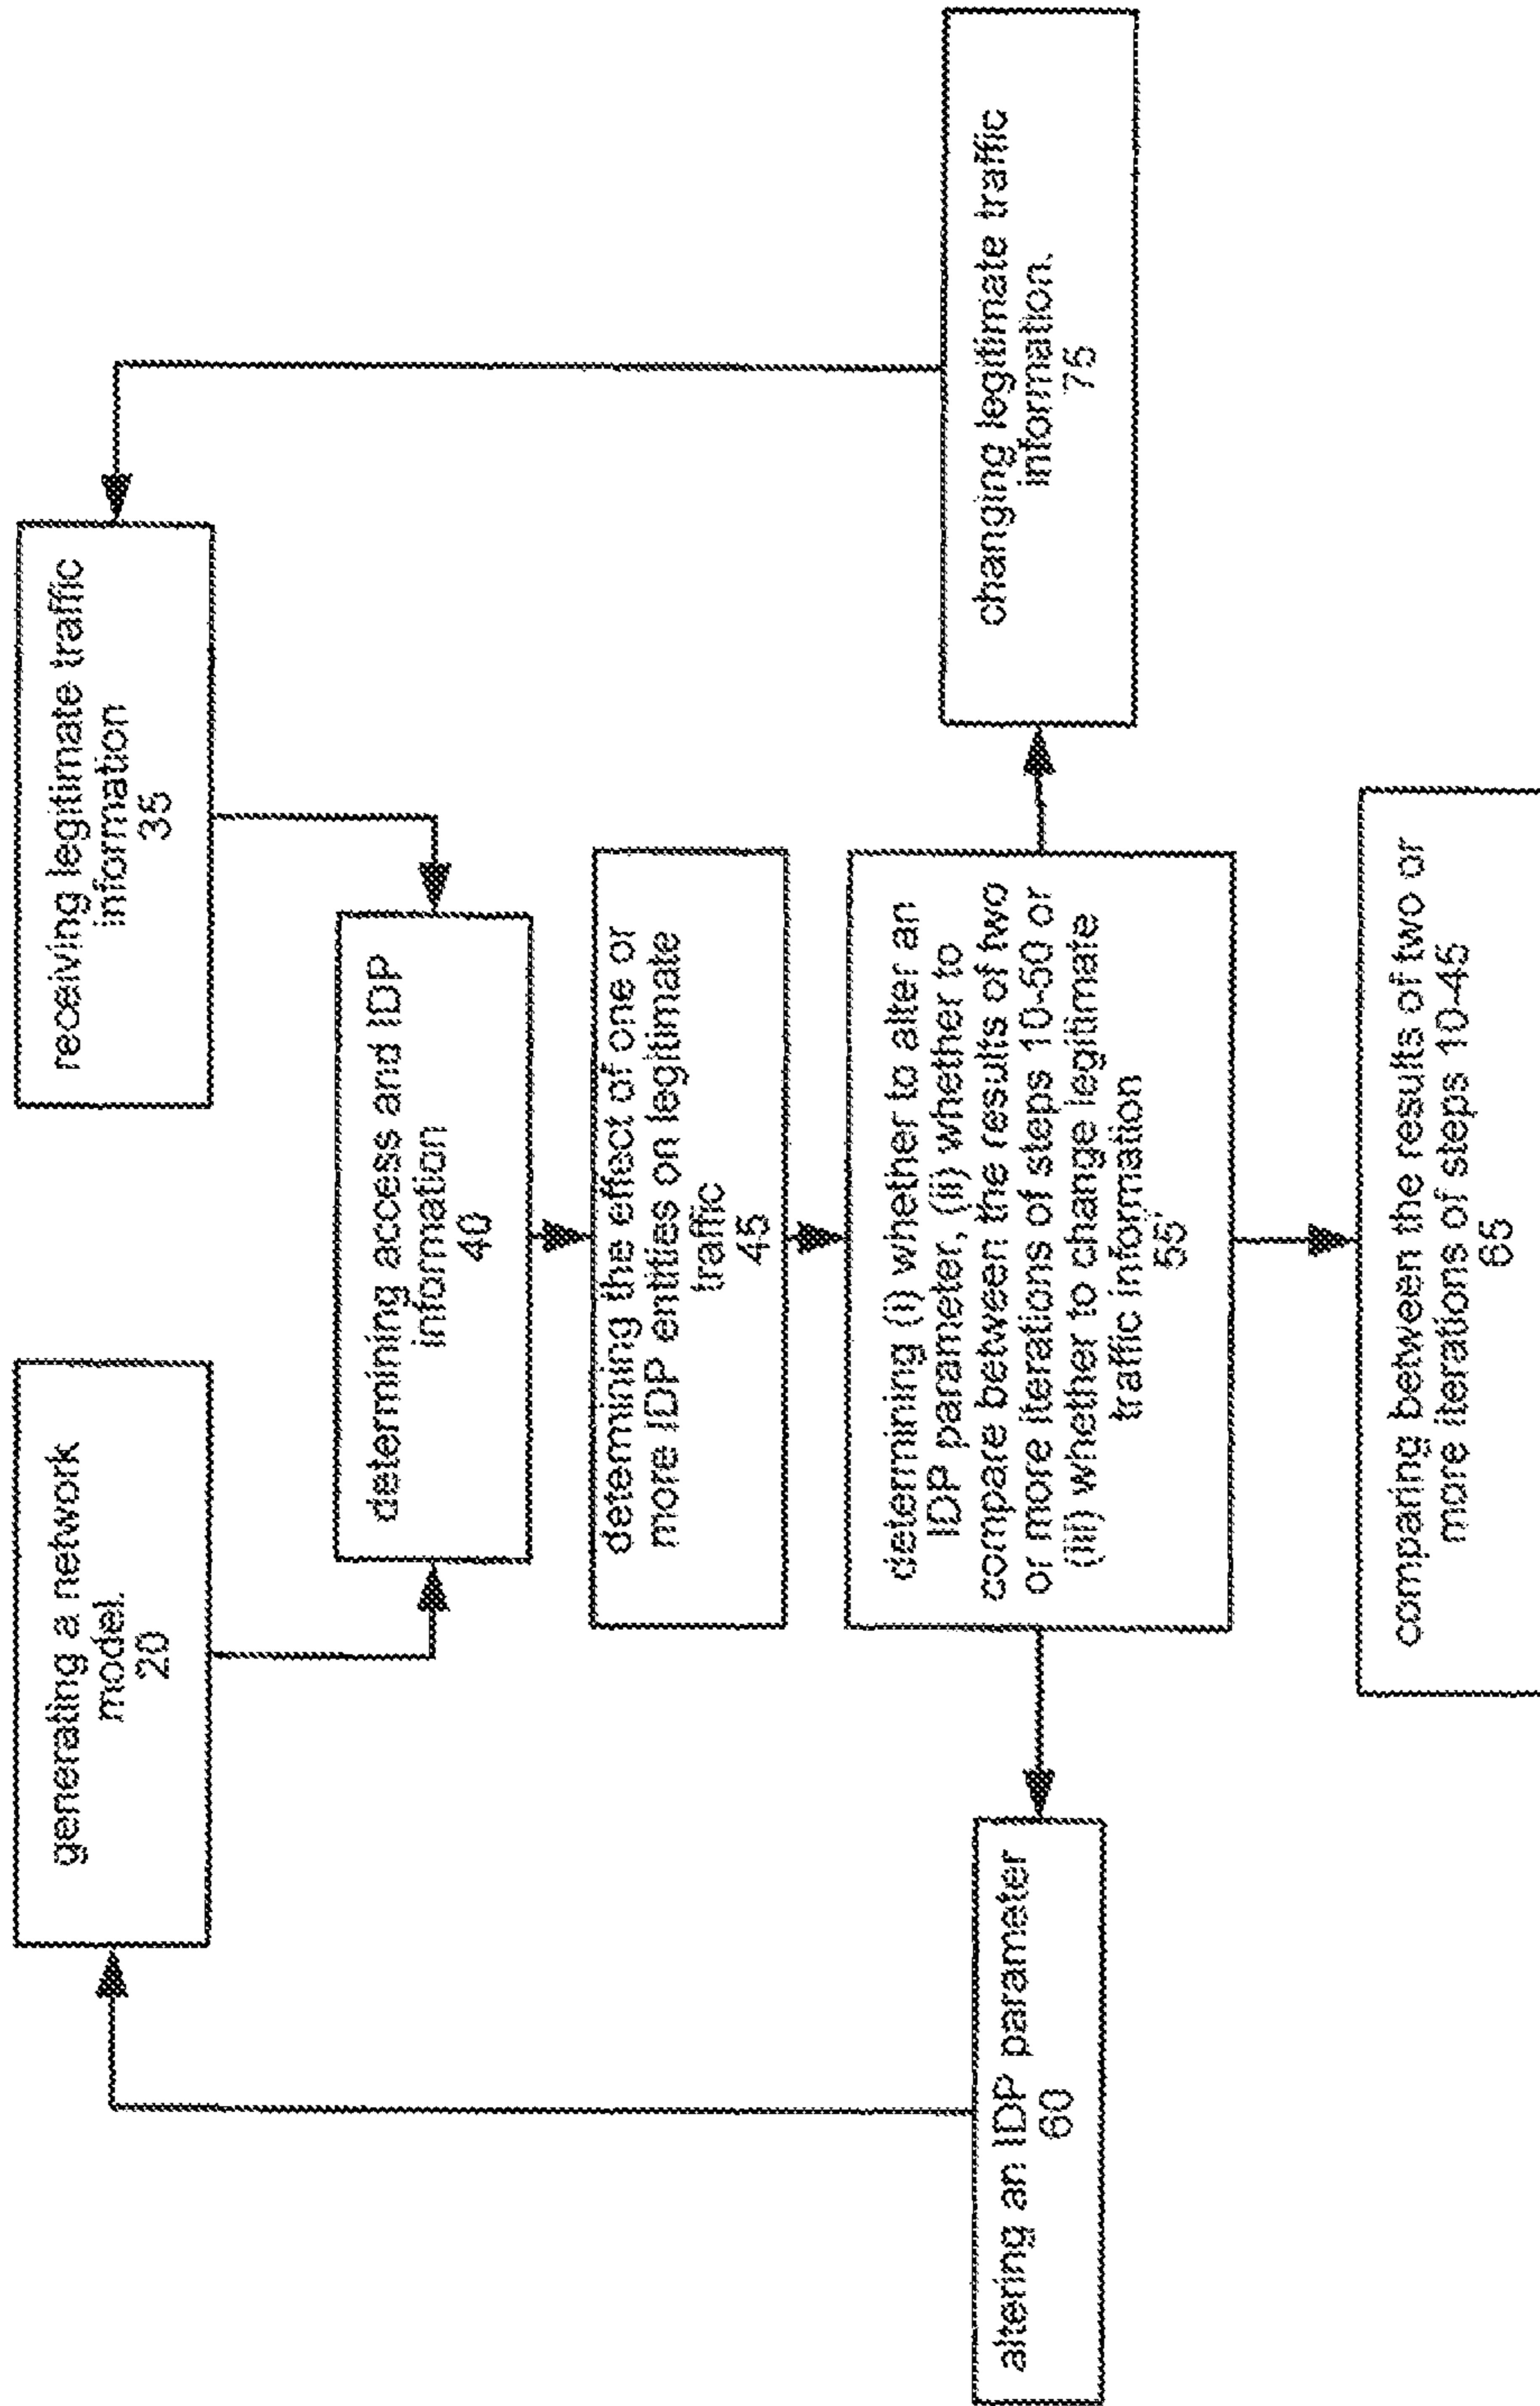 generating a network
model.
20
receiving legitimate traffic
information
35
determining access and IDP
information
40
determining the effect of one or
more IDP entities on legitimate
traffic
45
determining (i) whether to alter an
IDP parameter, (ii) whether to
compare between the results of two
or more iterations of steps 10-50 or
(iii) whether to change legitimate
traffic information
55
altering an IDP parameter
60
changing legitimate traffic
information.
75
comparing between the results of two or
more iterations of steps 10-45
65